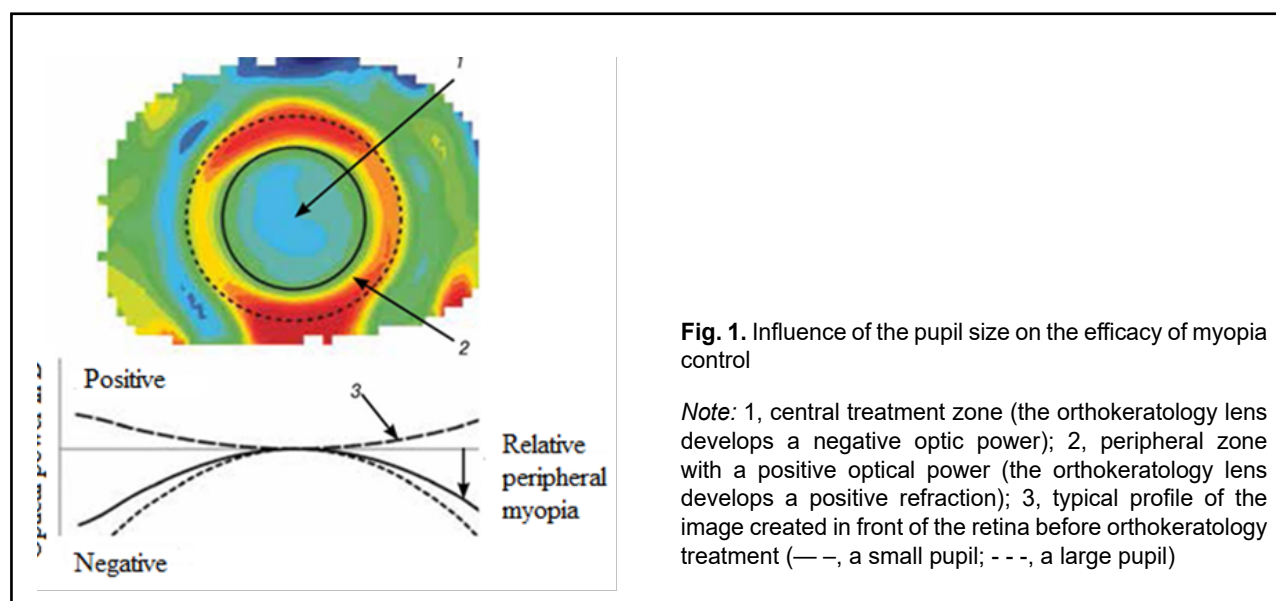 1
2
Positive
3
Relative
peripheral
myopia
Negative
Fig. 1. Influence of the pupil size on the efficacy of myopia
control
Note: 1, central treatment zone (the orthokeratology lens
develops a negative optic power); 2, peripheral zone
with a positive optical power (the orthokeratology lens
develops a positive refraction); 3, typical profile of the
image created in front of the retina before orthokeratology
treatment (— –, a small pupil; - - -, a large pupil)